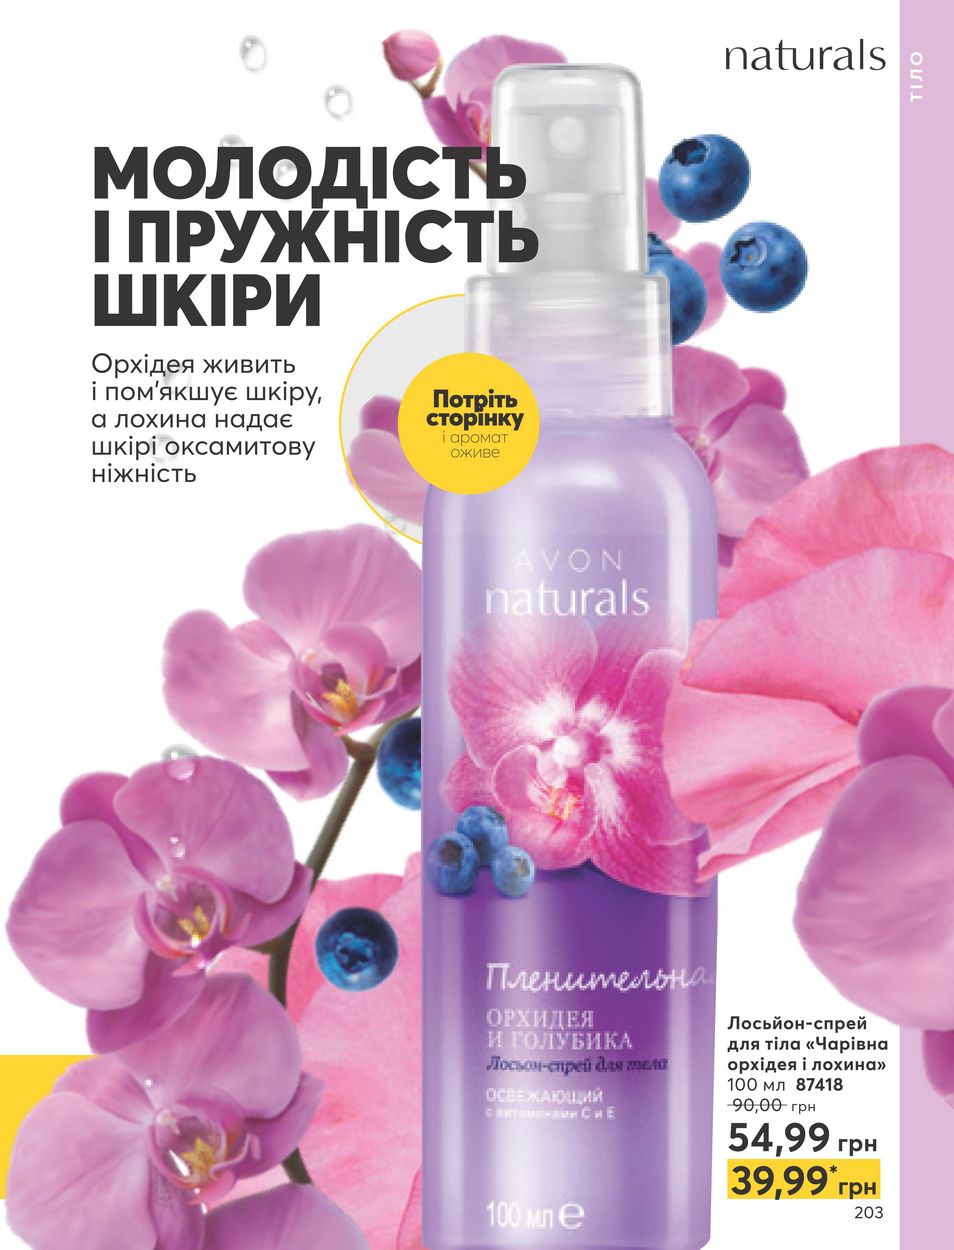 naturals
ТІЛО
МОЛОДІСТЬ
І ПРУЖНІСТЬ
ШКІРИ
Орхідея живить
і пом’якшує шкіру,
а лохина надає
шкірі оксамитову
ніжність
Потріть
сторінку
і аромат
оживе
AVON
naturals
Пленительная
ОРХИДЕЯ
И ГОЛУБИКА
Лосьон-спрей для тела
ОСВЕЖАЮЩИЙ
с витаминами С и Е
100 мл е
Лосьйон-спрей
для тіла «Чарівна
орхідея і лохина»
100 мл 87418
90,00 грн
54,99 грн
39,99* грн
203